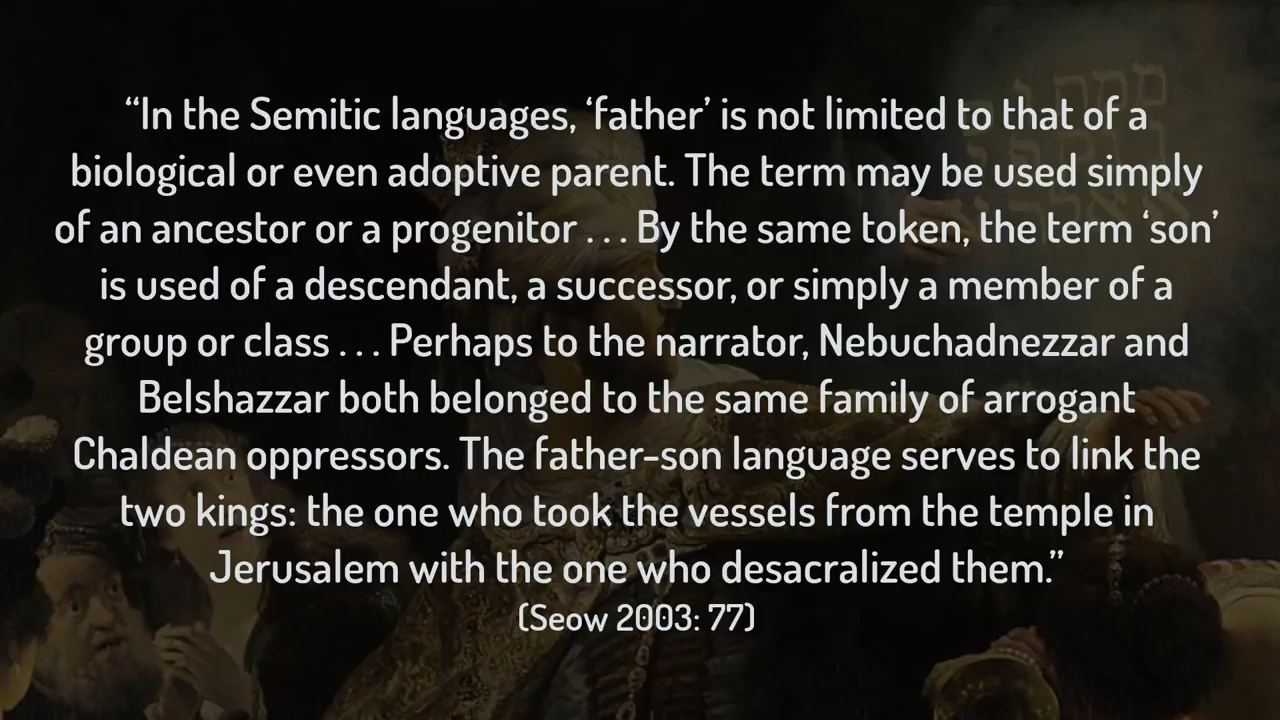 “In the Semitic languages, ‘father’ is not limited to that of a
biological or even adoptive parent. The term may be used simply
of an ancestor or a progenitor . . . By the same token, the term ‘son’
is used of a descendant, a successor, or simply a member of a
group or class . . . Perhaps to the narrator, Nebuchadnezzar and
Belshazzar both belonged to the same family of arrogant
Chaldean oppressors. The father-son language serves to link the
two kings: the one who took the vessels from the temple in
Jerusalem with the one who desacralized them.”
(Seow 2003: 77)